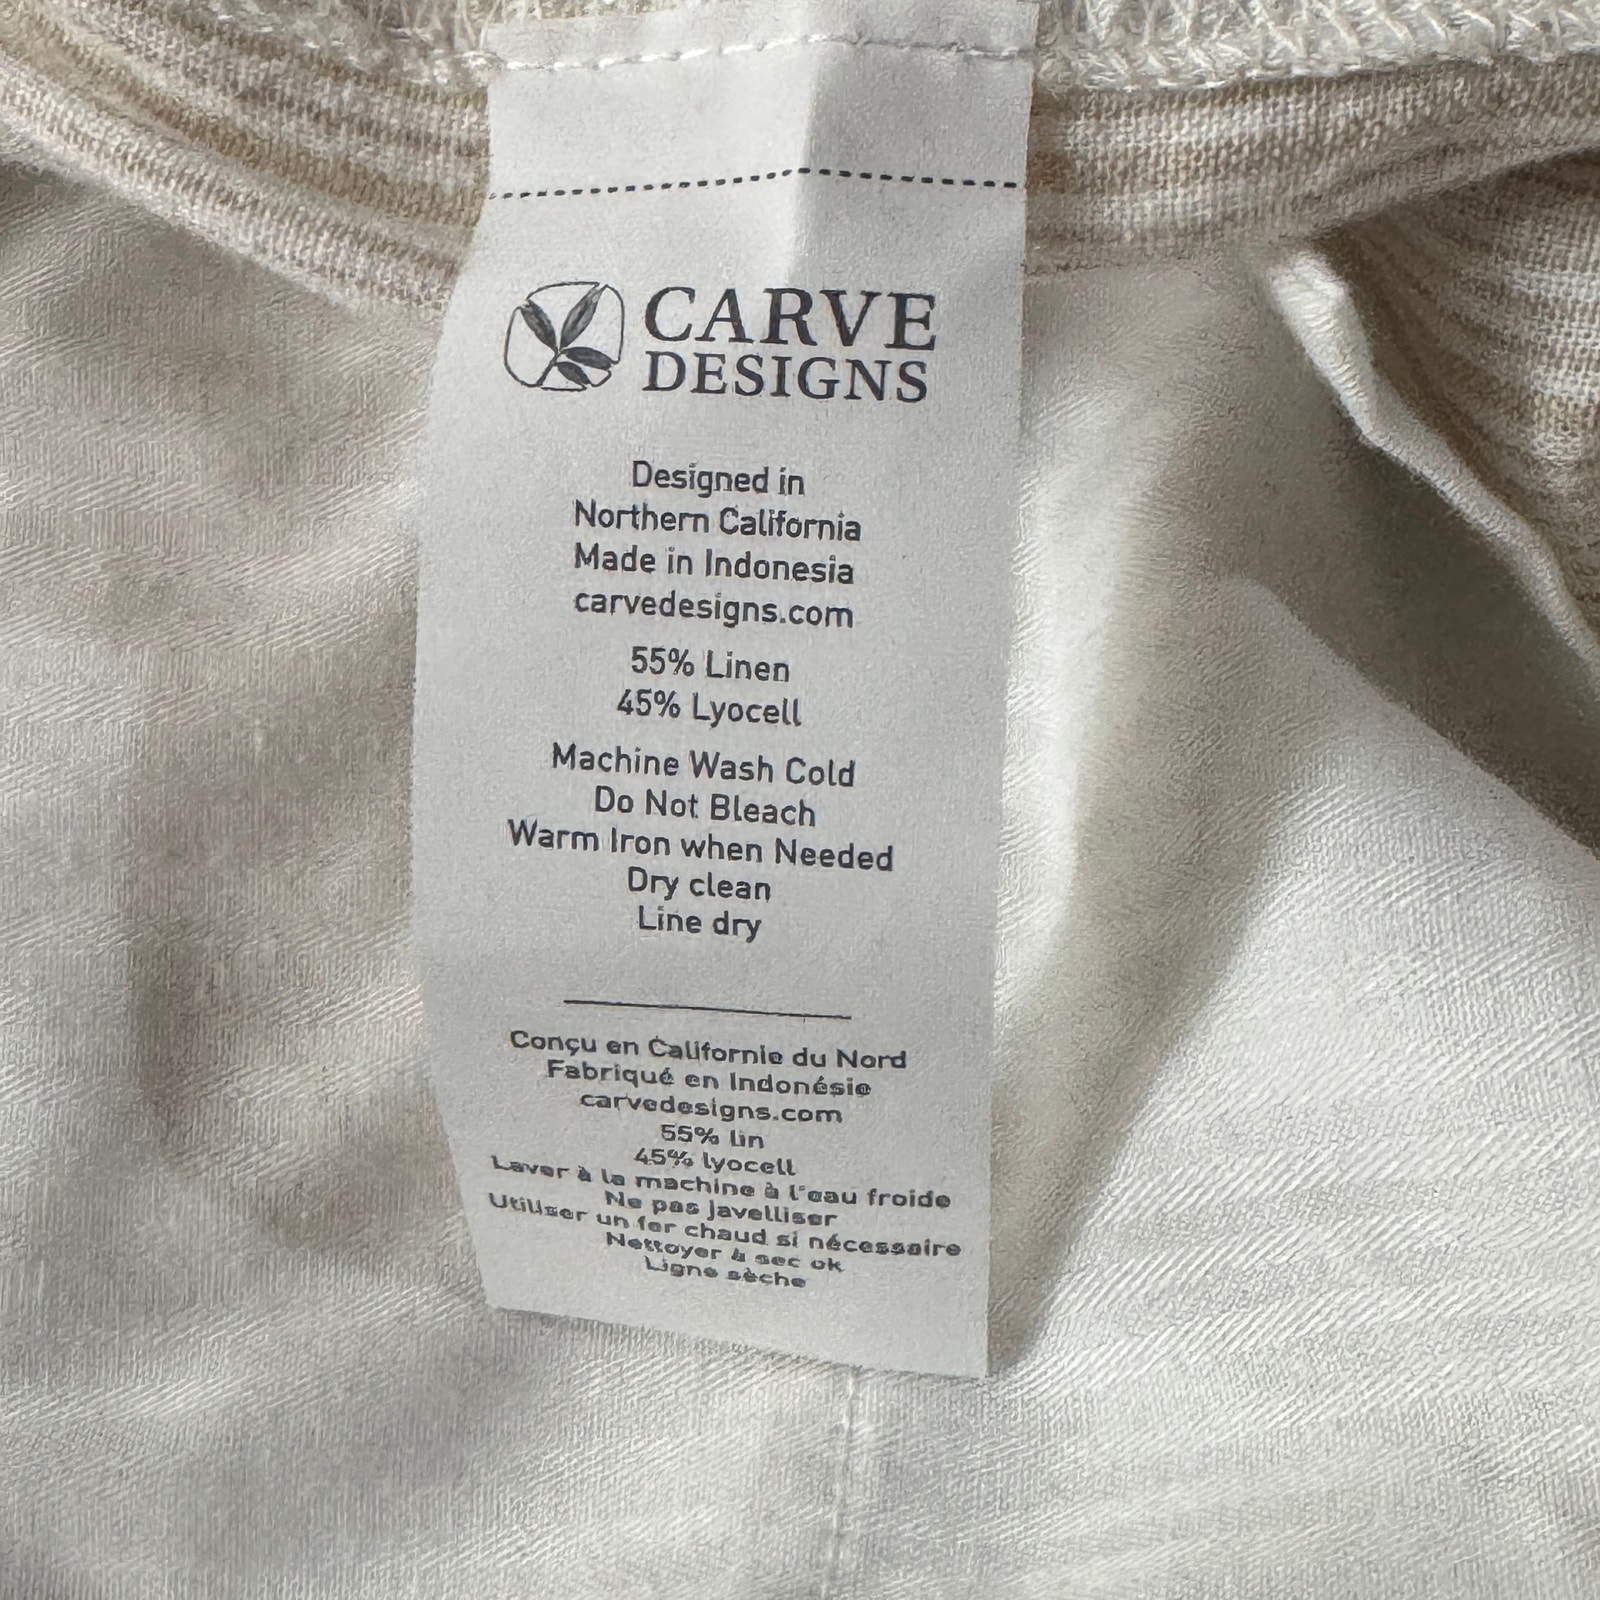 CARVE
DESIGNS
Designed in
Northern California
Made in Indonesia
carvedesigns.com
55% Linen
45% Lyocell
Machine Wash Cold
Do Not Bleach
Warm Iron when Needed
Dry clean
Line dry
Conçu en Californie du Nord
Fabriqué en Indonésie
carvedesigns.com
55% lin
45% lyocell
Laver à la machine à l'eau froide
Ne pas javelliser
Utiliser un fer chaud si nécessaire
Nettoyer à sec ok
Ligne sèche